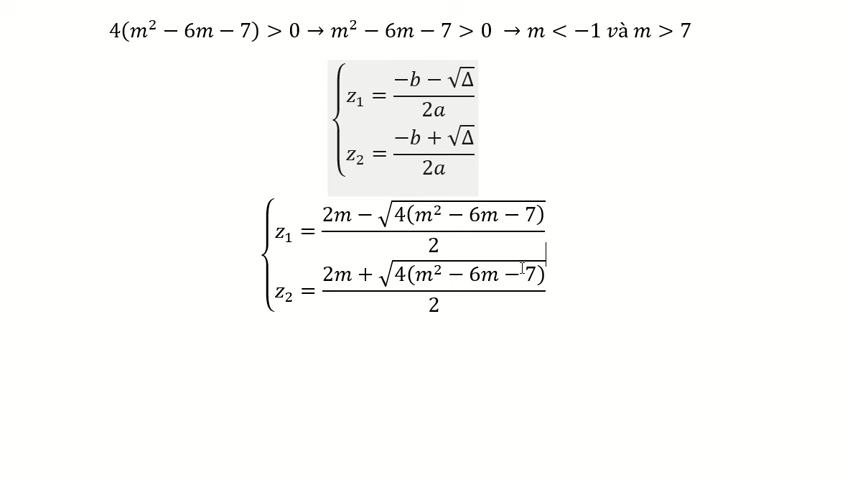 4(m² − 6m − 7) > 0 → m² − 6m − 7 > 0 → m < −1 và m > 7
{ z₁ = (−b − √Δ) / 2a
z₂ = (−b + √Δ) / 2a
{ z₁ = (2m − √(4(m² − 6m − 7))) / 2
z₂ = (2m + √(4(m² − 6m − 7))) / 2